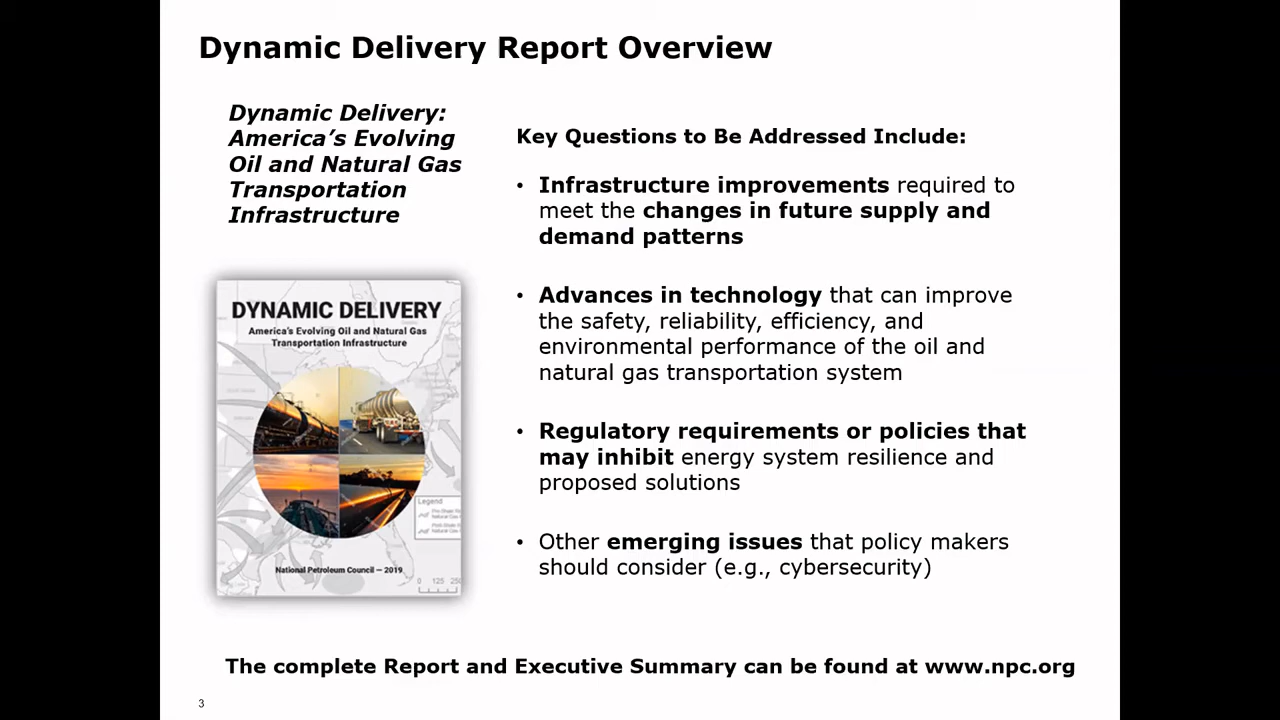 Dynamic Delivery Report Overview
Dynamic Delivery:
America’s Evolving
Oil and Natural Gas
Transportation
Infrastructure
DYNAMIC DELIVERY
America's Evolving Oil and Natural Gas
Transportation Infrastructure
Legend
National Petroleum Council — 2019
0 125 250
Key Questions to Be Addressed Include:
• Infrastructure improvements required to
meet the changes in future supply and
demand patterns
• Advances in technology that can improve
the safety, reliability, efficiency, and
environmental performance of the oil and
natural gas transportation system
• Regulatory requirements or policies that
may inhibit energy system resilience and
proposed solutions
• Other emerging issues that policy makers
should consider (e.g., cybersecurity)
The complete Report and Executive Summary can be found at www.npc.org
3